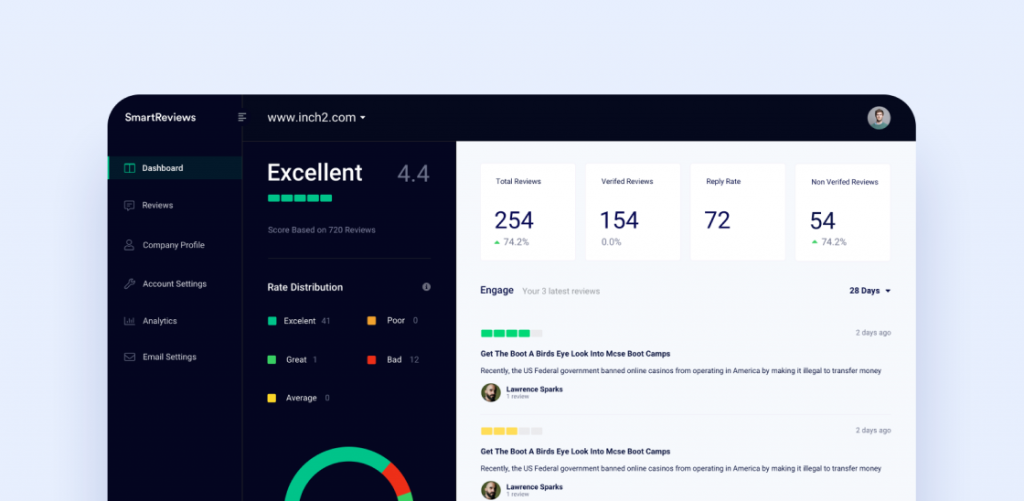 SmartReviews
www.inch2.com
Dashboard
Reviews
Company Profile
Account Settings
Analytics
Email Settings
Excellent 4.4
Score Based on 720 Reviews
Rate Distribution
Excelent 41
Poor 0
Great 1
Bad 12
Average 0
Total Reviews
254
74.2%
Verifed Reviews
154
0.0%
Reply Rate
72
Non Verifed Reviews
54
74.2%
Engage Your 3 latest reviews
28 Days
2 days ago
Get The Boot A Birds Eye Look Into Mcse Boot Camps
Recently, the US Federal government banned online casinos from operating in America by making it illegal to transfer money
Lawrence Sparks
1 review
2 days ago
Get The Boot A Birds Eye Look Into Mcse Boot Camps
Recently, the US Federal government banned online casinos from operating in America by making it illegal to transfer money
Lawrence Sparks
1 review